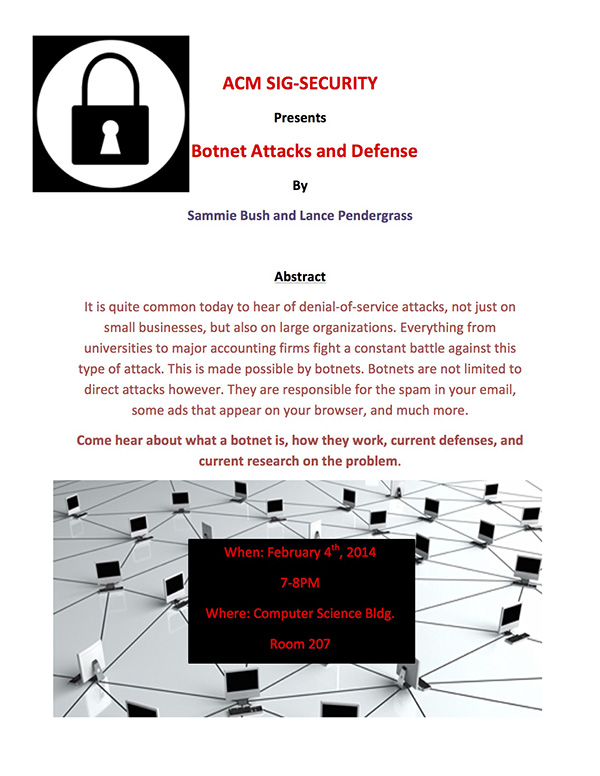 ACM SIG-SECURITY
Presents
Botnet Attacks and Defense
By
Sammie Bush and Lance Pendergrass
Abstract
It is quite common today to hear of denial-of-service attacks, not just on
small businesses, but also on large organizations. Everything from
universities to major accounting firms fight a constant battle against this
type of attack. This is made possible by botnets. Botnets are not limited to
direct attacks however. They are responsible for the spam in your email,
some ads that appear on your browser, and much more.
Come hear about what a botnet is, how they work, current defenses, and
current research on the problem.
When: February 4th, 2014
7-8PM
Where: Computer Science Bldg.
Room 207